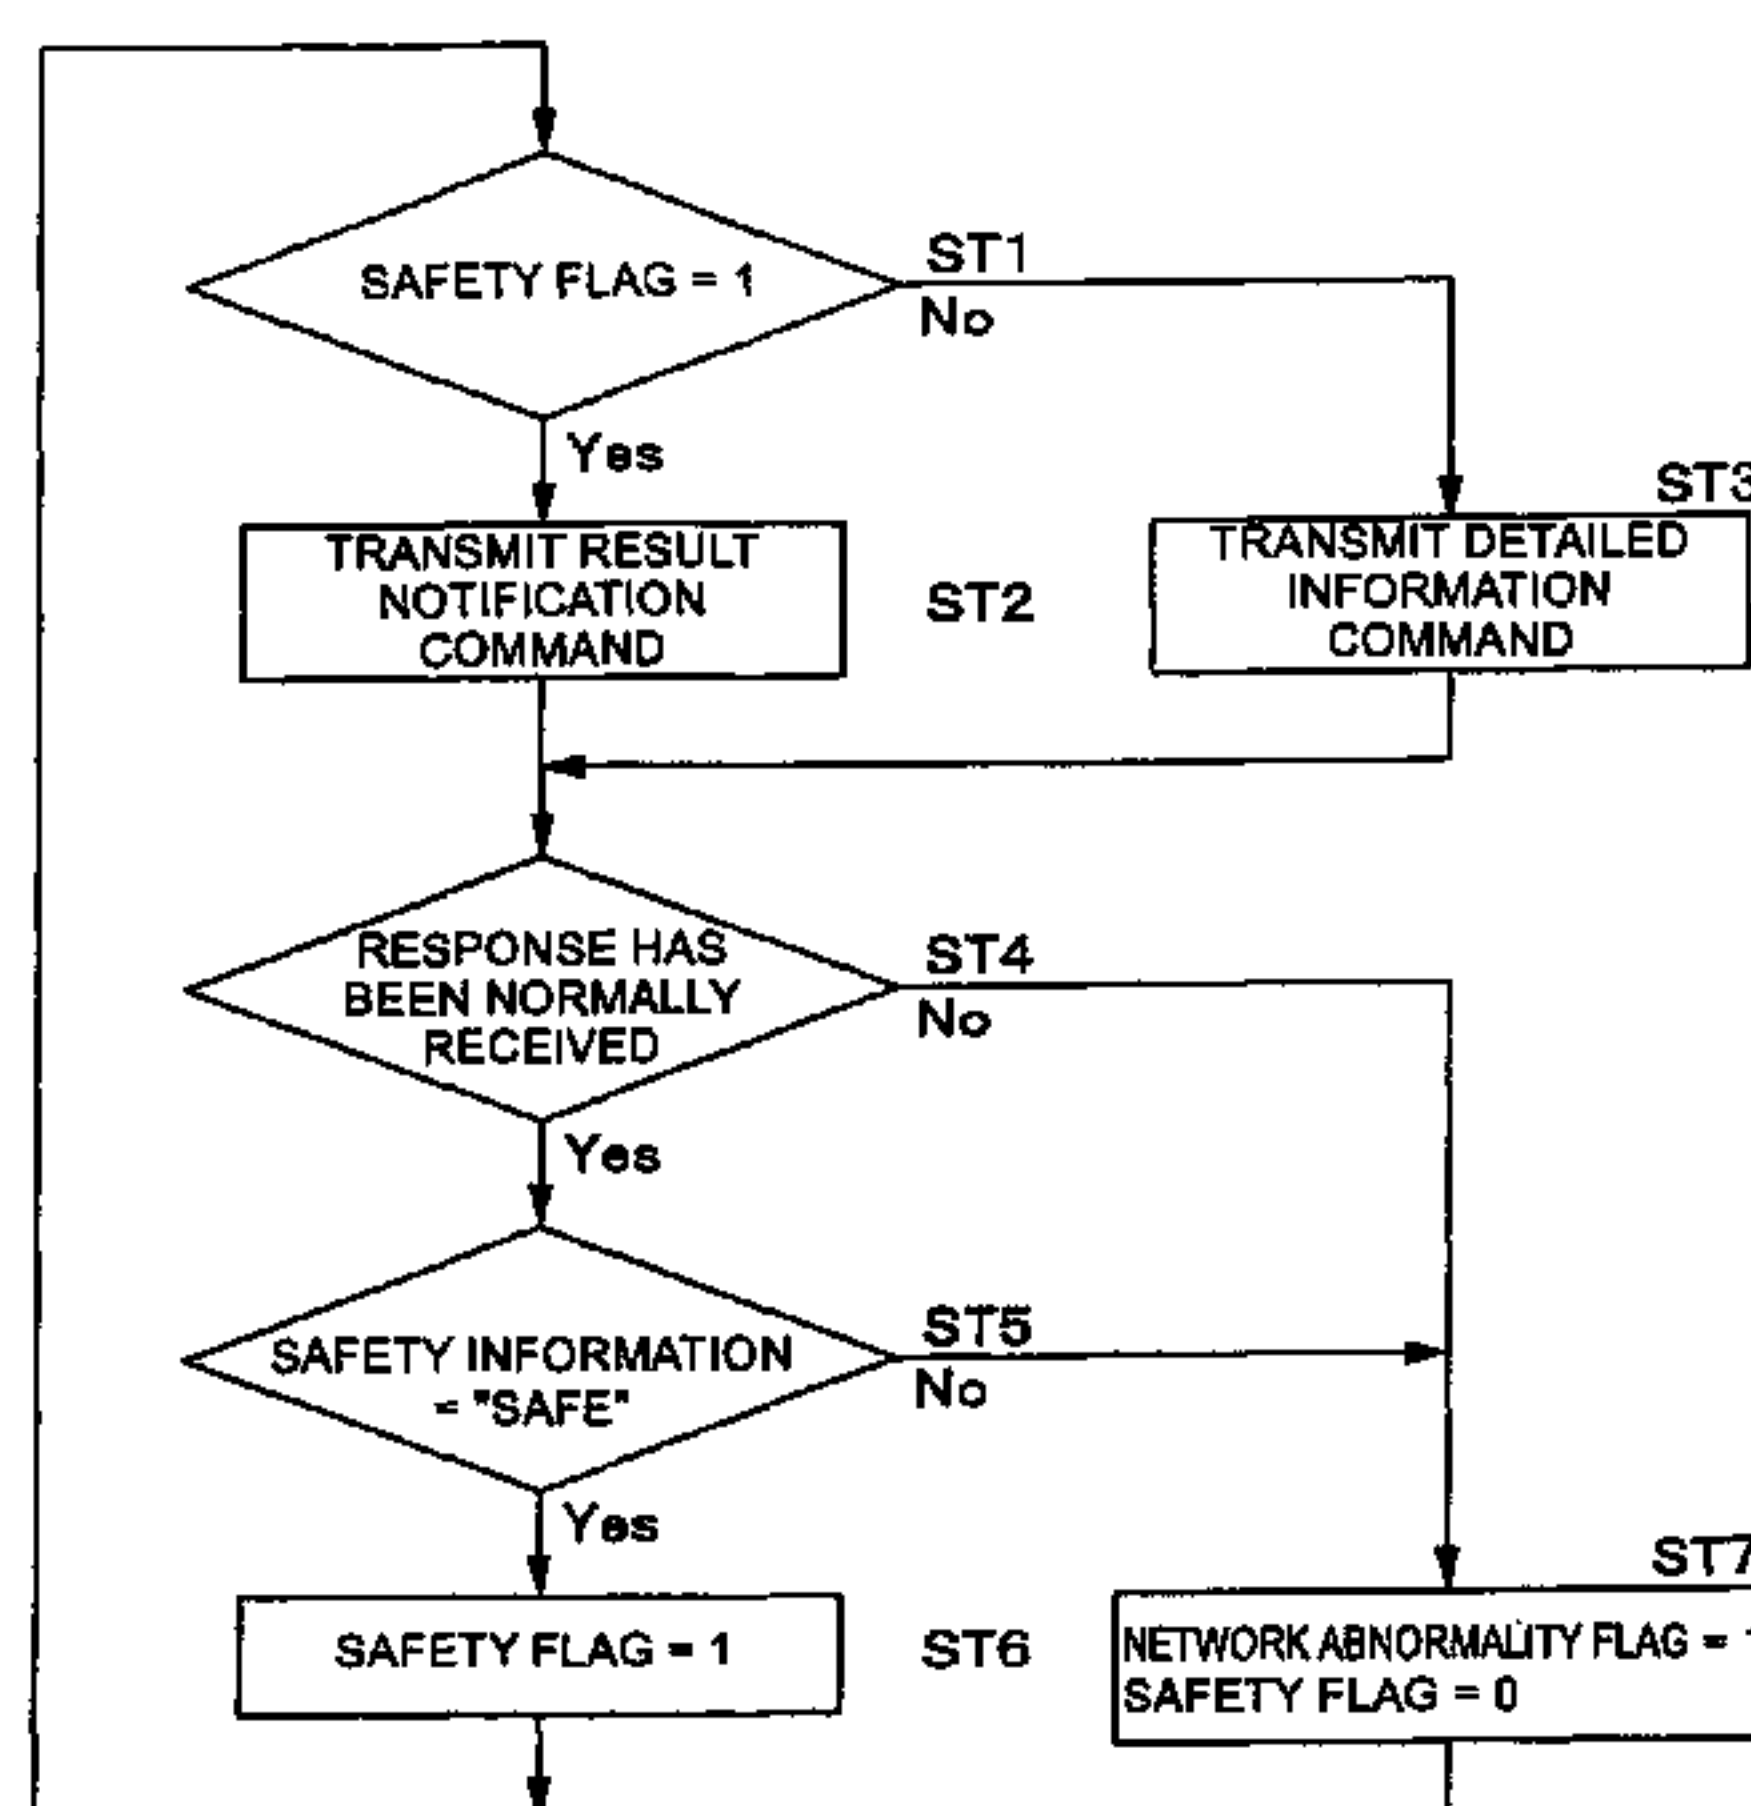 SAFETY FLAG = 1
ST1
No
Yes
TRANSMIT RESULT
NOTIFICATION
COMMAND
ST2
ST3
TRANSMIT DETAILED
INFORMATION
COMMAND
RESPONSE HAS
BEEN NORMALLY
RECEIVED
ST4
No
Yes
SAFETY INFORMATION
= "SAFE"
ST5
No
Yes
SAFETY FLAG = 1
ST6
ST7
NETWORK ABNORMALITY FLAG = 1
SAFETY FLAG = 0